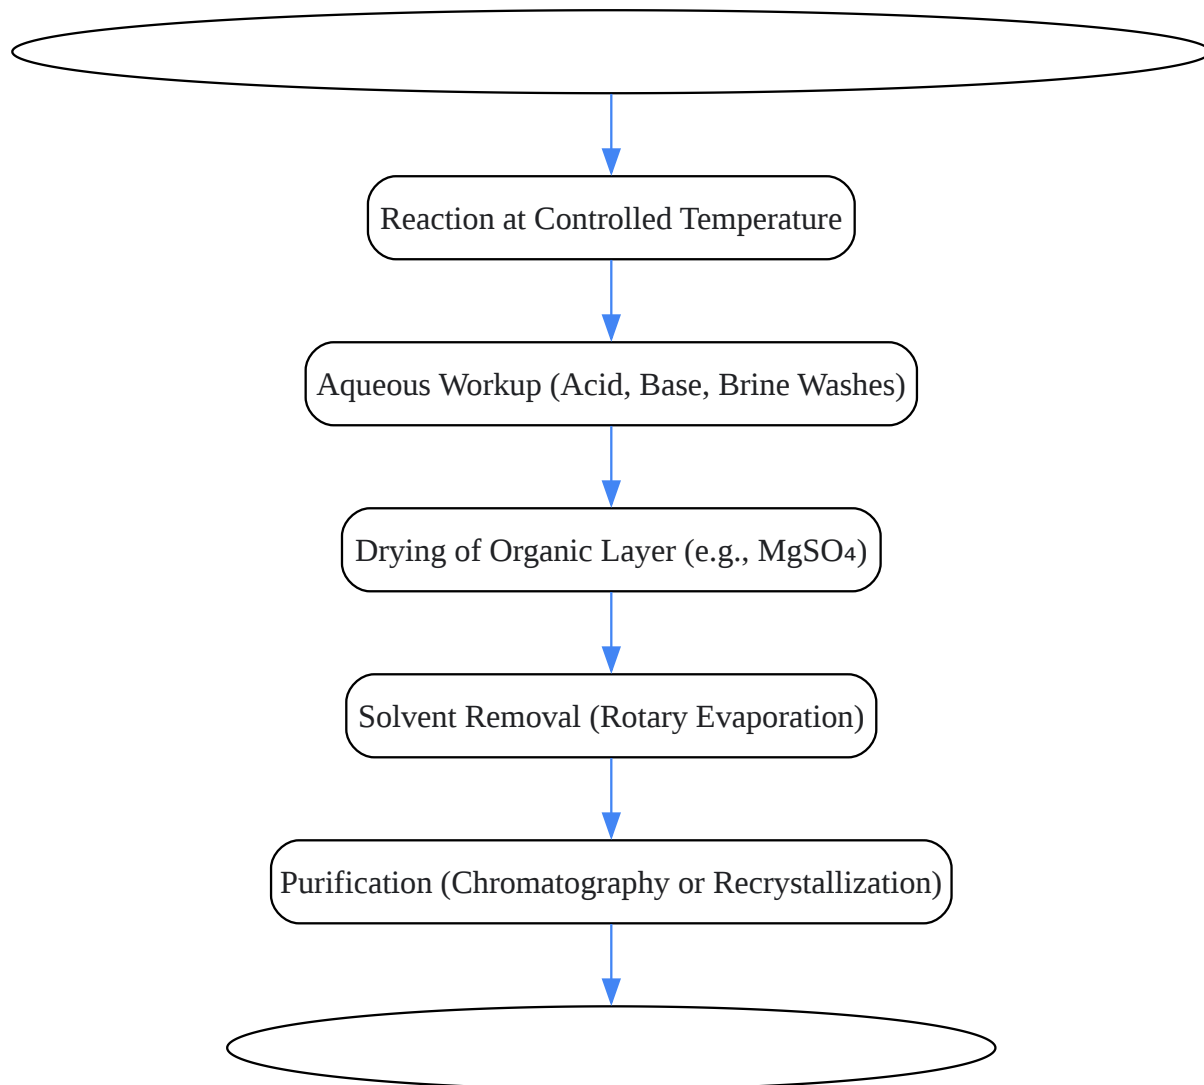 Reaction at Controlled Temperature
Aqueous Workup (Acid, Base, Brine Washes)
Drying of Organic Layer (e.g., MgSO₄)
Solvent Removal (Rotary Evaporation)
Purification (Chromatography or Recrystallization)